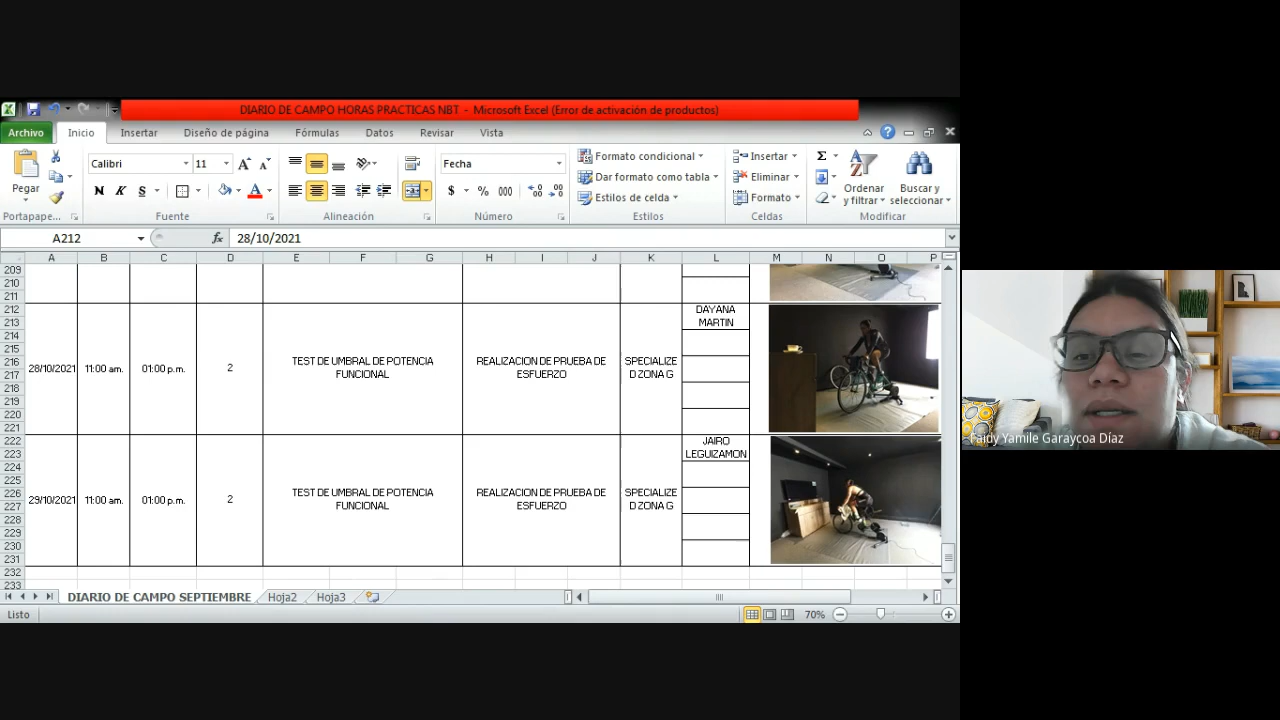 DIARIO DE CAMPO HORAS PRACTICAS NBT - Microsoft Excel (Error de activación de productos)
Archivo Inicio Insertar Diseño de página Fórmulas Datos Revisar Vista
Pegar
Calibri 11
N K S
Fecha
$ % 000
Formato condicional
Dar formato como tabla
Estilos de celda
Insertar
Eliminar
Formato
Ordenar y filtrar
Buscar y seleccionar
Portapape... Fuente Alineación Número Estilos Celdas Modificar
A212 fx 28/10/2021
A B C D E F G H I J K L M N O P
209
210
211
212 DAYANA
213 MARTIN
214
215
216 TEST DE UMBRAL DE POTENCIA REALIZACION DE PRUEBA DE SPECIALIZE
217 28/10/2021 11:00 am. 01:00 p.m. 2 FUNCIONAL ESFUERZO D ZONA G
218
219
220
221
222 JAIRO
223 LEGUIZAMON
224
225
226 TEST DE UMBRAL DE POTENCIA REALIZACION DE PRUEBA DE SPECIALIZE
227 29/10/2021 11:00 am. 01:00 p.m. 2 FUNCIONAL ESFUERZO D ZONA G
228
229
230
231
232
233
DIARIO DE CAMPO SEPTIEMBRE Hoja2 Hoja3
Listo 70%
Faidy Yamile Garaycoa Díaz